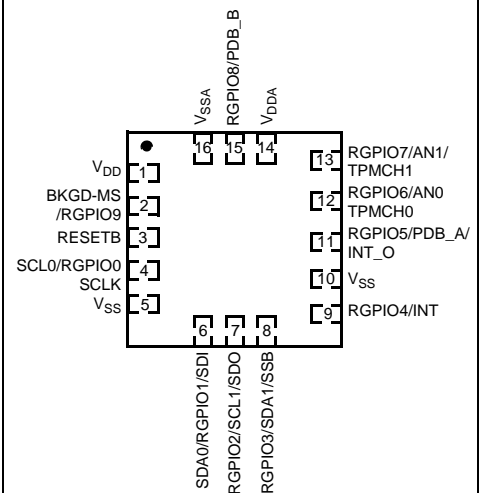 VSSA
RGPIO8/PDB_B
VDDA
16
15
14
VDD
1
BKGD-MS
/RGPIO9
2
RESETB
3
SCL0/RGPIO0
SCLK
4
VSS
5
13
RGPIO7/AN1/
TPMCH1
12
RGPIO6/AN0
TPMCH0
11
RGPIO5/PDB_A/
INT_O
10
VSS
9
RGPIO4/INT
6
7
8
SDA0/RGPIO1/SDI
RGPIO2/SCL1/SDO
RGPIO3/SDA1/SSB